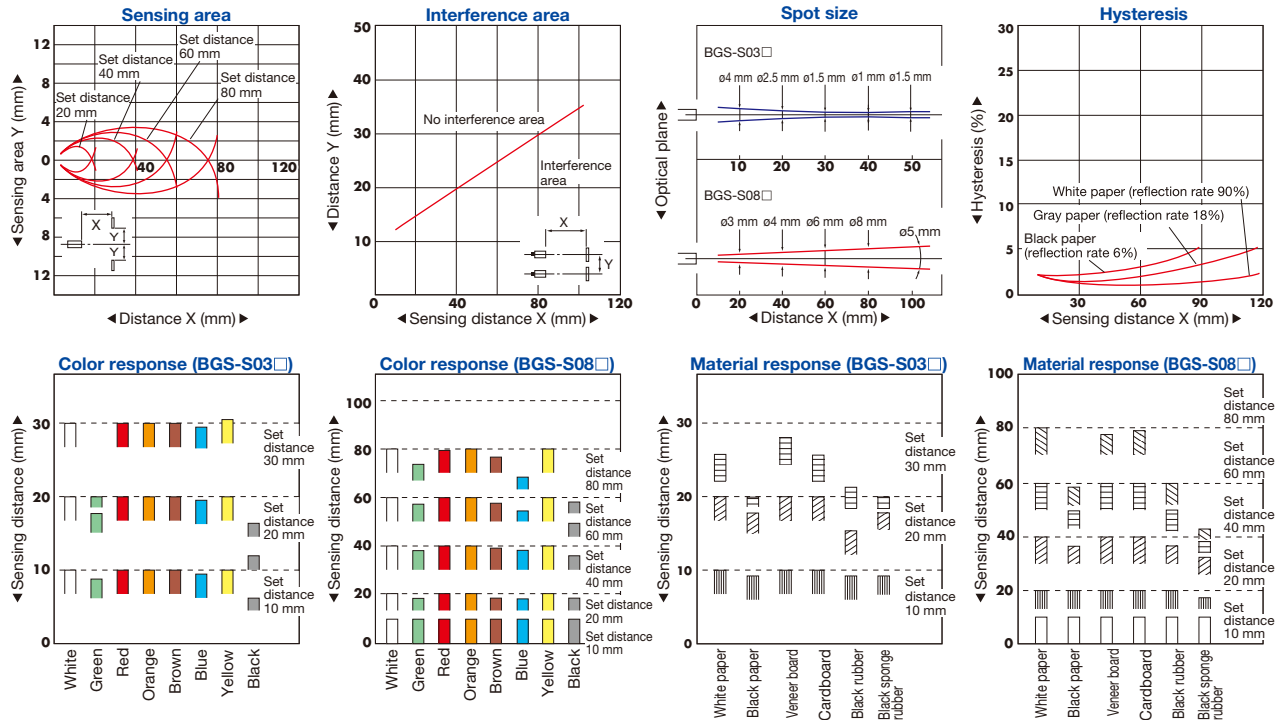 Sensing area
12
8
4
0
4
8
12
40
80
120
Set distance
20 mm
Set distance
40 mm
Set distance
60 mm
Set distance
80 mm
X
Y
Y
◄Sensing area Y (mm)►
◄Distance X (mm)►
Interference area
50
40
30
20
10
0
40
80
120
No interference area
Interference
area
X
Y
◄Distance Y (mm)►
◄Sensing distance X (mm)►
Spot size
BGS-S03□
ø4 mm ø2.5 mm ø1.5 mm ø1 mm ø1.5 mm
10 20 30 40 50
BGS-S08□
ø3 mm ø4 mm ø6 mm ø8 mm
ø5 mm
0 20 40 60 80 100
◄Optical plane►
◄Distance X (mm)►
Hysteresis
30
25
20
15
10
5
0
30 60 90 120
White paper (reflection rate 90%)
Gray paper (reflection rate 18%)
Black paper
(reflection rate 6%)
◄Hysteresis (%)►
◄Sensing distance X (mm)►
Color response (BGS-S03□)
30
20
10
0
Set
distance
30 mm
Set
distance
20 mm
Set
distance
10 mm
◄Sensing distance (mm)►
White
Green
Red
Orange
Brown
Blue
Yellow
Black
Color response (BGS-S08□)
100
80
60
40
20
0
Set
distance
80 mm
Set
distance
60 mm
Set
distance
40 mm
Set distance
20 mm
Set distance
10 mm
◄Sensing distance (mm)►
White
Green
Red
Orange
Brown
Blue
Yellow
Black
Material response (BGS-S03□)
30
20
10
0
Set
distance
30 mm
Set
distance
20 mm
Set
distance
10 mm
◄Sensing distance (mm)►
White paper
Black paper
Veneer board
Cardboard
Black rubber
Black sponge
rubber
Material response (BGS-S08□)
100
80
60
40
20
0
Set
distance
80 mm
Set
distance
60 mm
Set
distance
40 mm
Set
distance
20 mm
Set
distance
10 mm
◄Sensing distance (mm)►
White paper
Black paper
Veneer board
Cardboard
Black rubber
Black sponge
rubber